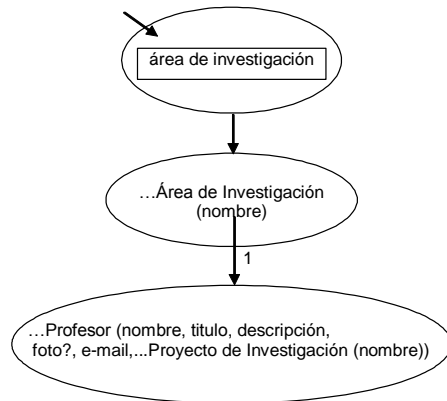 área de investigación
...Área de Investigación
(nombre)
1
...Profesor (nombre, titulo, descripción,
foto?, e-mail,...Proyecto de Investigación (nombre))